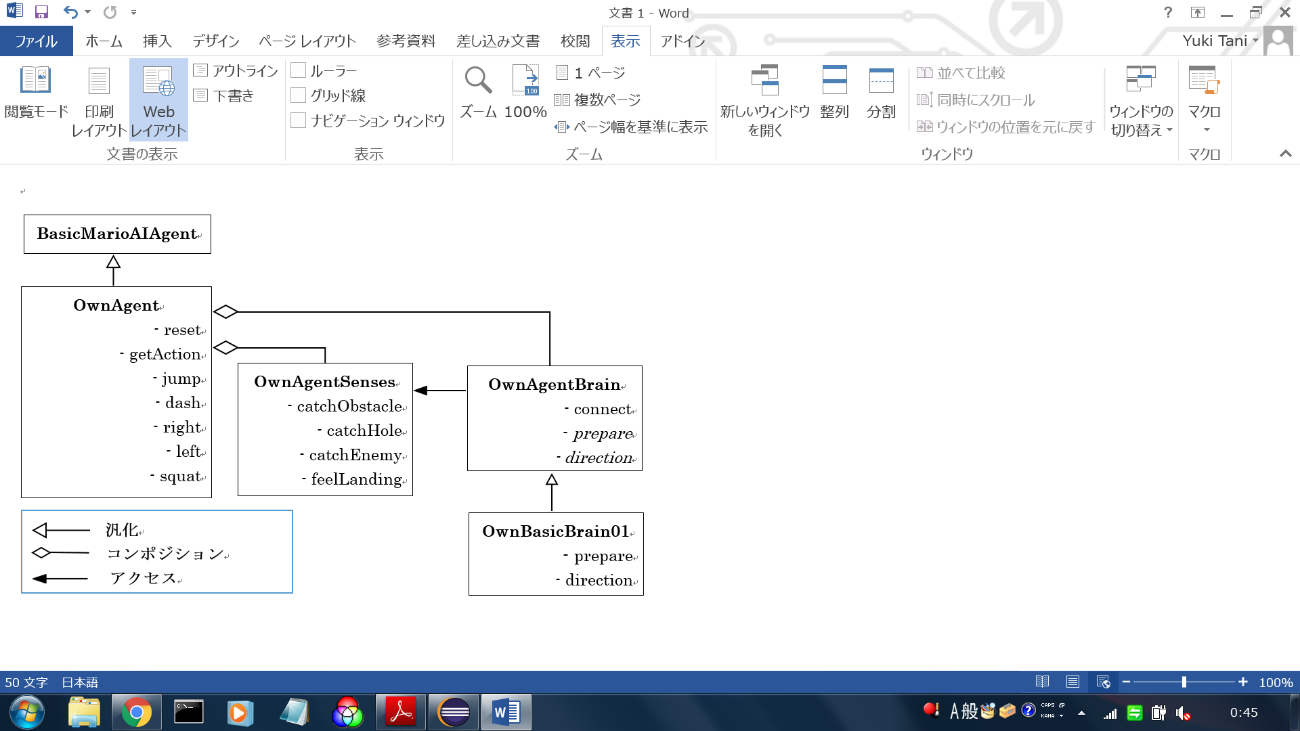 文書 1 - Word
?
ファイル ホーム 挿入 デザイン ページ レイアウト 参考資料 差し込み文書 校閲 表示 アドイン Yuki Tani
閲覧モード
印刷
レイアウト
Web
レイアウト
アウトライン
下書き
文書の表示
ルーラー
グリッド線
ナビゲーション ウィンドウ
表示
ズーム
100%
1 ページ
複数ページ
ページ幅を基準に表示
ズーム
新しいウィンドウ
を開く
整列
分割
並べて比較
同時にスクロール
ウィンドウの位置を元に戻す
ウィンドウ
ウィンドウの
切り替え
マクロ
マクロ
BasicMarioAIAgent
OwnAgent
- reset
- getAction
- jump
- dash
- right
- left
- squat
OwnAgentSenses
- catchObstacle
- catchHole
- catchEnemy
- feelLanding
OwnAgentBrain
- connect
- prepare
- direction
OwnBasicBrain01
- prepare
- direction
汎化
コンポジション
アクセス
50 文字 日本語
100%
A 般
CAPS
KANA
0:45